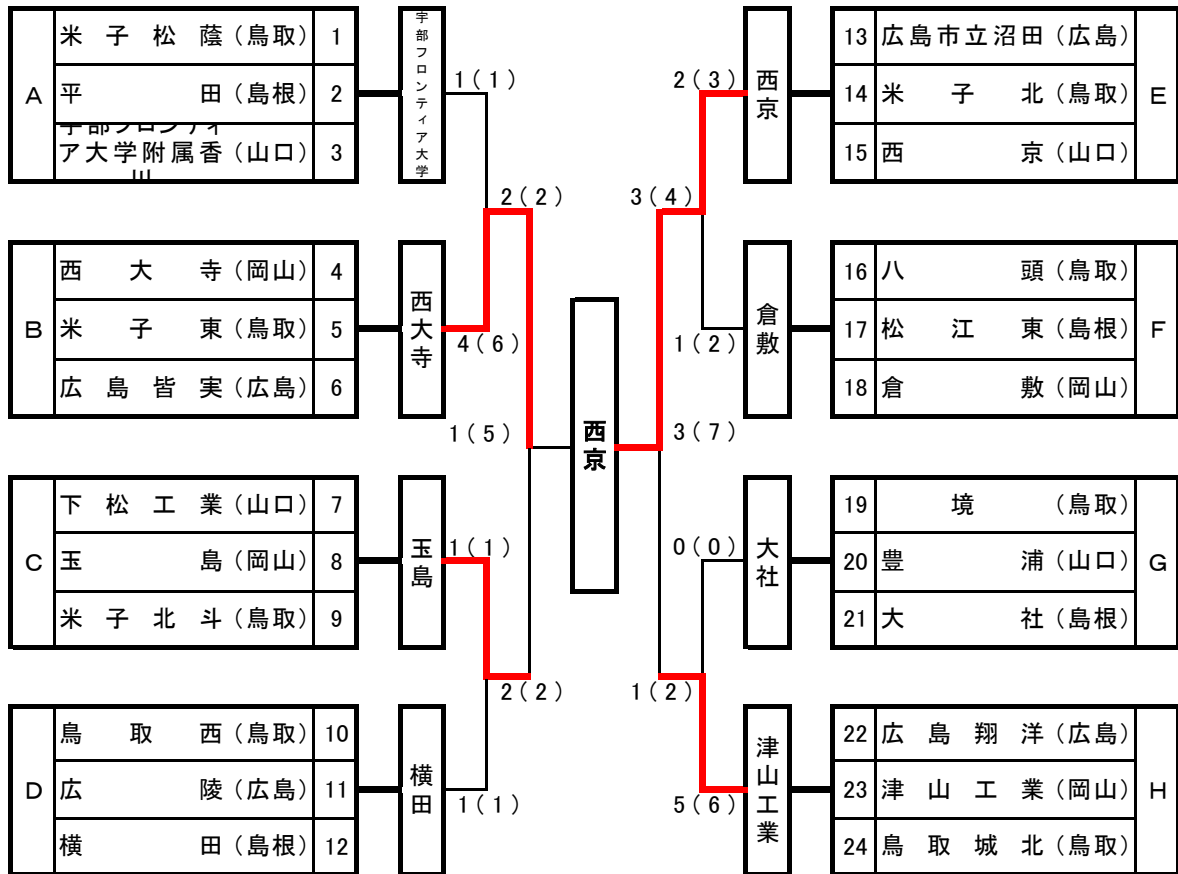 A
米子松蔭(鳥取) 1
平田(島根) 2
宇部フロンティア大学附属香川(山口) 3
宇部フロンティア大学
1(1)
2(2)
B
西大寺(岡山) 4
米子東(鳥取) 5
広島皆実(広島) 6
西大寺
4(6)
1(5)
C
下松工業(山口) 7
玉島(岡山) 8
米子北斗(鳥取) 9
玉島
1(1)
2(2)
D
鳥取西(鳥取) 10
広陵(広島) 11
横田(島根) 12
横田
1(1)
西京
2(3)
西京
3(4)
13 広島市立沼田(広島)
14 米子北(鳥取)
15 西京(山口)
E
1(2)
倉敷
3(7)
16 八頭(鳥取)
17 松江東(島根)
18 倉敷(岡山)
F
0(0)
大社
1(2)
19 境(鳥取)
20 豊浦(山口)
21 大社(島根)
G
5(6)
津山工業
22 広島翔洋(広島)
23 津山工業(岡山)
24 鳥取城北(鳥取)
H